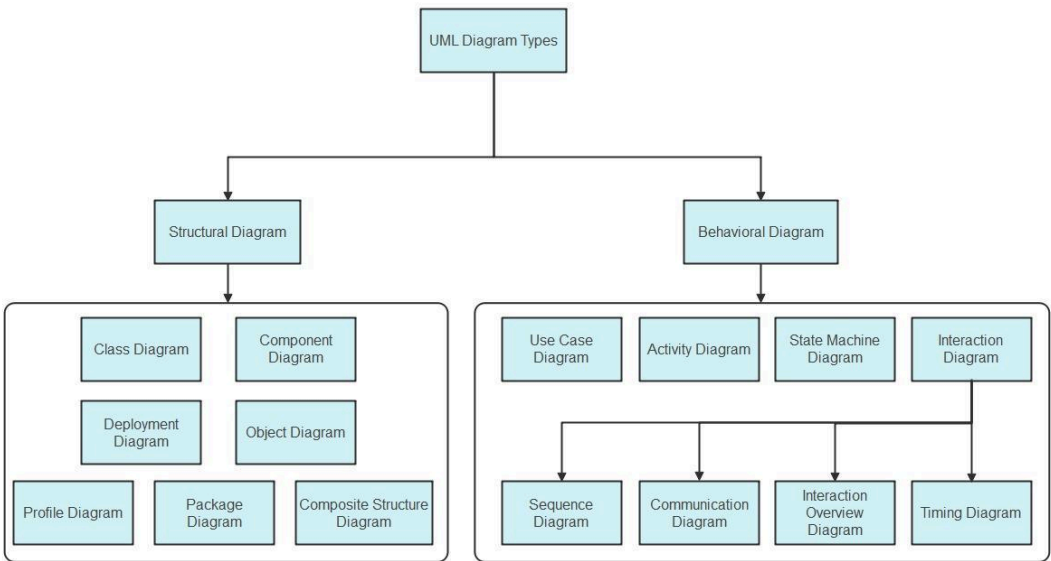 UML Diagram Types
Structural Diagram
Behavioral Diagram
Class Diagram
Component
Diagram
Deployment
Diagram
Object Diagram
Profile Diagram
Package
Diagram
Composite Structure
Diagram
Use Case
Diagram
Activity Diagram
State Machine
Diagram
Interaction
Diagram
Sequence
Diagram
Communication
Diagram
Interaction
Overview
Diagram
Timing Diagram